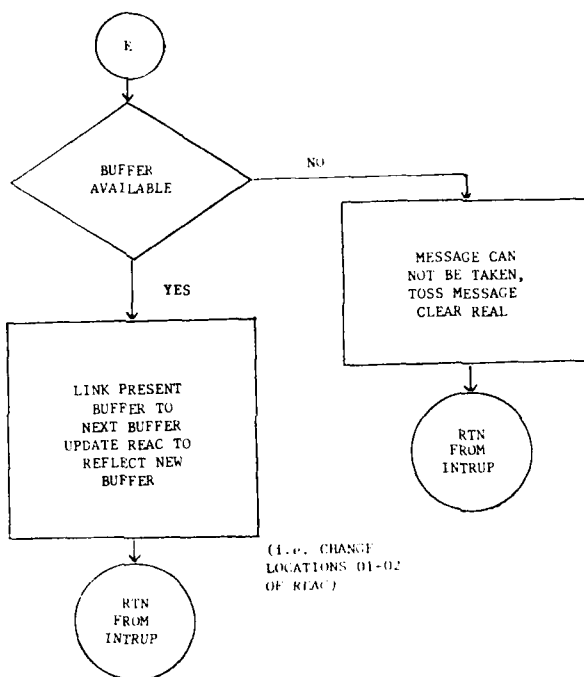 E
BUFFER
AVAILABLE
NO
YES
MESSAGE CAN
NOT BE TAKEN,
TOSS MESSAGE
CLEAR REAL
RTN
FROM
INTRUP
LINK PRESENT
BUFFER TO
NEXT BUFFER
UPDATE REAC TO
REFLECT NEW
BUFFER
(i.e. CHANGE
LOCATIONS 01-02
OF REAC)
RTN
FROM
INTRUP